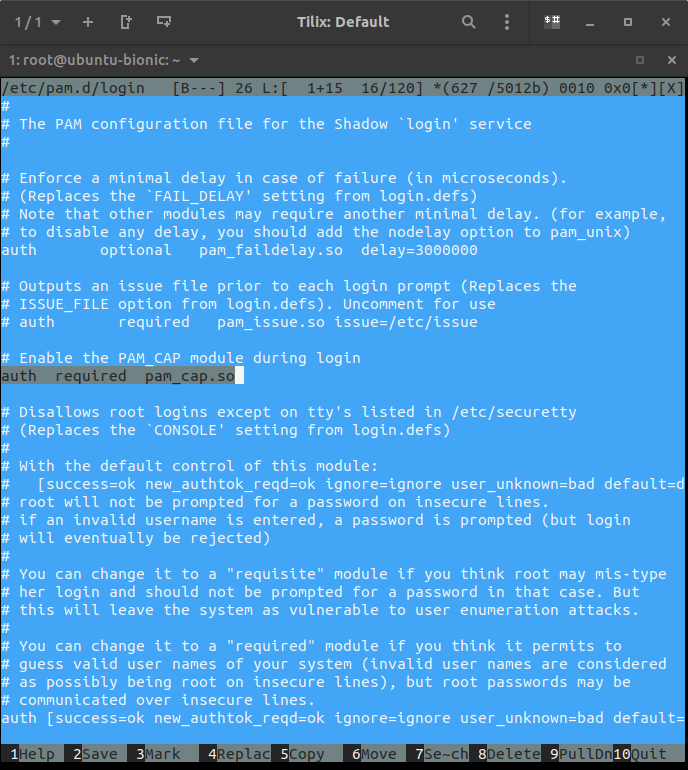 1 / 1
Tilix: Default
1: root@ubuntu-bionic: ~
/etc/pam.d/login   [B---] 26 L:[  1+15  16/120] *(627 /5012b) 0010 0x0[*][X]
#
# The PAM configuration file for the Shadow `login' service
#
# Enforce a minimal delay in case of failure (in microseconds).
# (Replaces the `FAIL_DELAY' setting from login.defs)
# Note that other modules may require another minimal delay. (for example,
# to disable any delay, you should add the nodelay option to pam_unix)
auth       optional   pam_faildelay.so  delay=3000000
# Outputs an issue file prior to each login prompt (Replaces the
# ISSUE_FILE option from login.defs). Uncomment for use
# auth       required   pam_issue.so issue=/etc/issue
# Enable the PAM_CAP module during login
auth  required  pam_cap.so
# Disallows root logins except on tty's listed in /etc/securetty
# (Replaces the `CONSOLE' setting from login.defs)
#
# With the default control of this module:
#   [success=ok new_authtok_reqd=ok ignore=ignore user_unknown=bad default=d
# root will not be prompted for a password on insecure lines.
# if an invalid username is entered, a password is prompted (but login
# will eventually be rejected)
#
# You can change it to a "requisite" module if you think root may mis-type
# her login and should not be prompted for a password in that case. But
# this will leave the system as vulnerable to user enumeration attacks.
#
# You can change it to a "required" module if you think it permits to
# guess valid user names of your system (invalid user names are considered
# as possibly being root on insecure lines), but root passwords may be
# communicated over insecure lines.
auth [success=ok new_authtok_reqd=ok ignore=ignore user_unknown=bad default=
1Help  2Save  3Mark   4Replac 5Copy   6Move  7Se~ch 8Delete 9PullDn10Quit